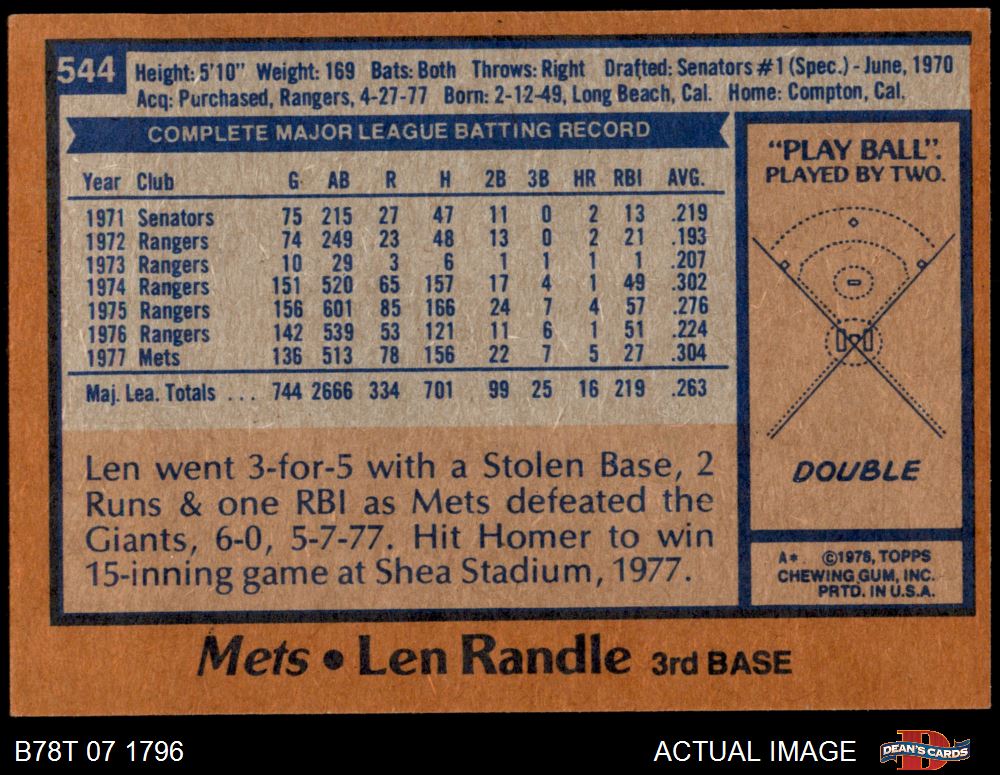 544
Height: 5'10" Weight: 169 Bats: Both Throws: Right Drafted: Senators #1 (Spec.) - June, 1970
Acq: Purchased, Rangers, 4-27-77 Born: 2-12-49, Long Beach, Cal. Home: Compton, Cal.
COMPLETE MAJOR LEAGUE BATTING RECORD
Year Club G AB R H 2B 3B HR RBI AVG.
1971 Senators 75 215 27 47 11 0 2 13 .219
1972 Rangers 74 249 23 48 13 0 2 21 .193
1973 Rangers 10 29 3 6 1 1 1 1 .207
1974 Rangers 151 520 65 157 17 4 1 49 .302
1975 Rangers 156 601 85 166 24 7 4 57 .276
1976 Rangers 142 539 53 121 11 6 1 51 .224
1977 Mets 136 513 78 156 22 7 5 27 .304
Maj. Lea. Totals ... 744 2666 334 701 99 25 16 219 .263
Len went 3-for-5 with a Stolen Base, 2
Runs & one RBI as Mets defeated the
Giants, 6-0, 5-7-77. Hit Homer to win
15-inning game at Shea Stadium, 1977.
"PLAY BALL".
PLAYED BY TWO.
DOUBLE
A* ©1978, TOPPS
CHEWING GUM, INC.
PRTD. IN U.S.A.
Mets • Len Randle 3rd BASE
B78T 07 1796
ACTUAL IMAGE
DEAN'S CARDS